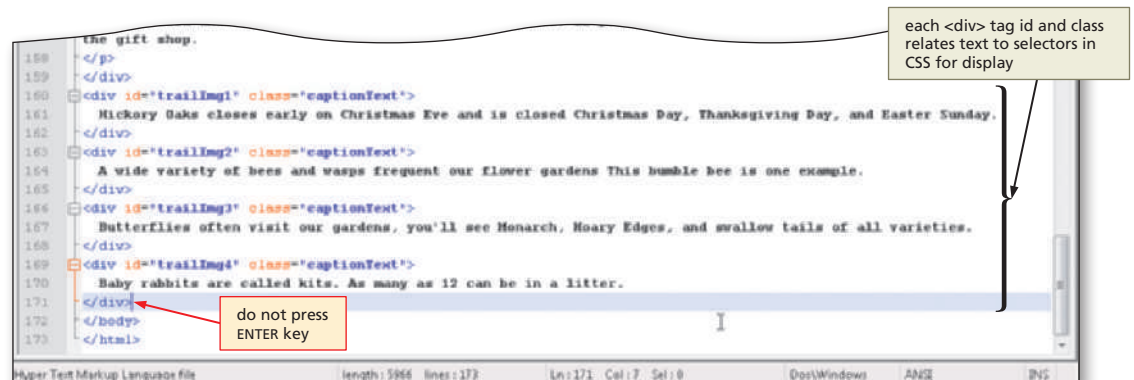 each <div> tag id and class
relates text to selectors in
CSS for display
the gift shop.
158 </p>
159 </div>
160 <div id="trailImg1" class="captionText">
161 Hickory Oaks closes early on Christmas Eve and is closed Christmas Day, Thanksgiving Day, and Easter Sunday.
162 </div>
163 <div id="trailImg2" class="captionText">
164 A wide variety of bees and wasps frequent our flower gardens This bumble bee is one example.
165 </div>
166 <div id="trailImg3" class="captionText">
167 Butterflies often visit our gardens, you'll see Monarch, Hoary Edges, and swallow tails of all varieties.
168 </div>
169 <div id="trailImg4" class="captionText">
170 Baby rabbits are called kits. As many as 12 can be in a litter.
171 </div>
172 </body>
173 </html>
do not press
ENTER key
Hyper Text Markup Language file length : 5966 lines : 173 Ln : 171 Col : 7 Sel : 0 Dos\Windows ANSI INS